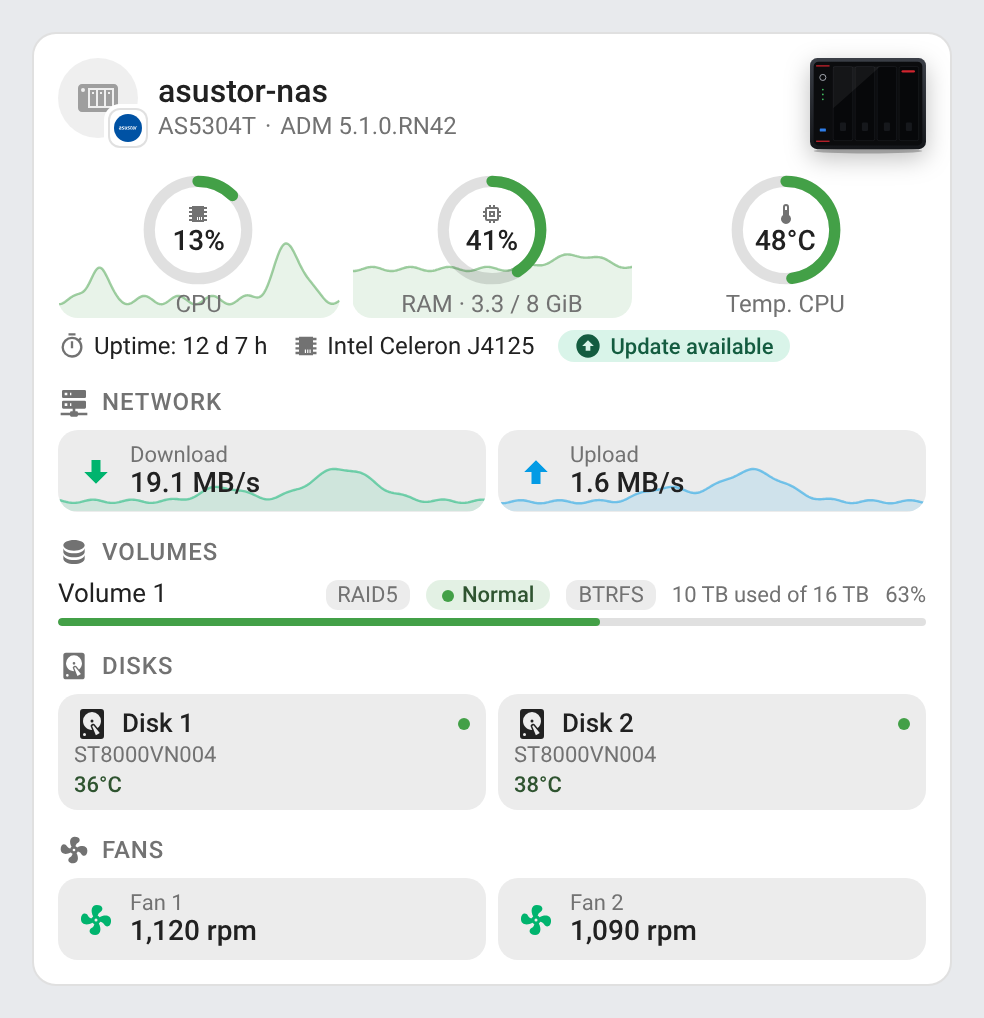 asustor-nas
asustor
AS5304T · ADM 5.1.0.RN42
13%
41%
48°C
CPU
RAM · 3.3 / 8 GiB
Temp. CPU
Uptime: 12 d 7 h
Intel Celeron J4125
Update available
NETWORK
Download
19.1 MB/s
Upload
1.6 MB/s
VOLUMES
Volume 1
RAID5
Normal
BTRFS
10 TB used of 16 TB
63%
DISKS
Disk 1
ST8000VN004
36°C
Disk 2
ST8000VN004
38°C
FANS
Fan 1
1,120 rpm
Fan 2
1,090 rpm